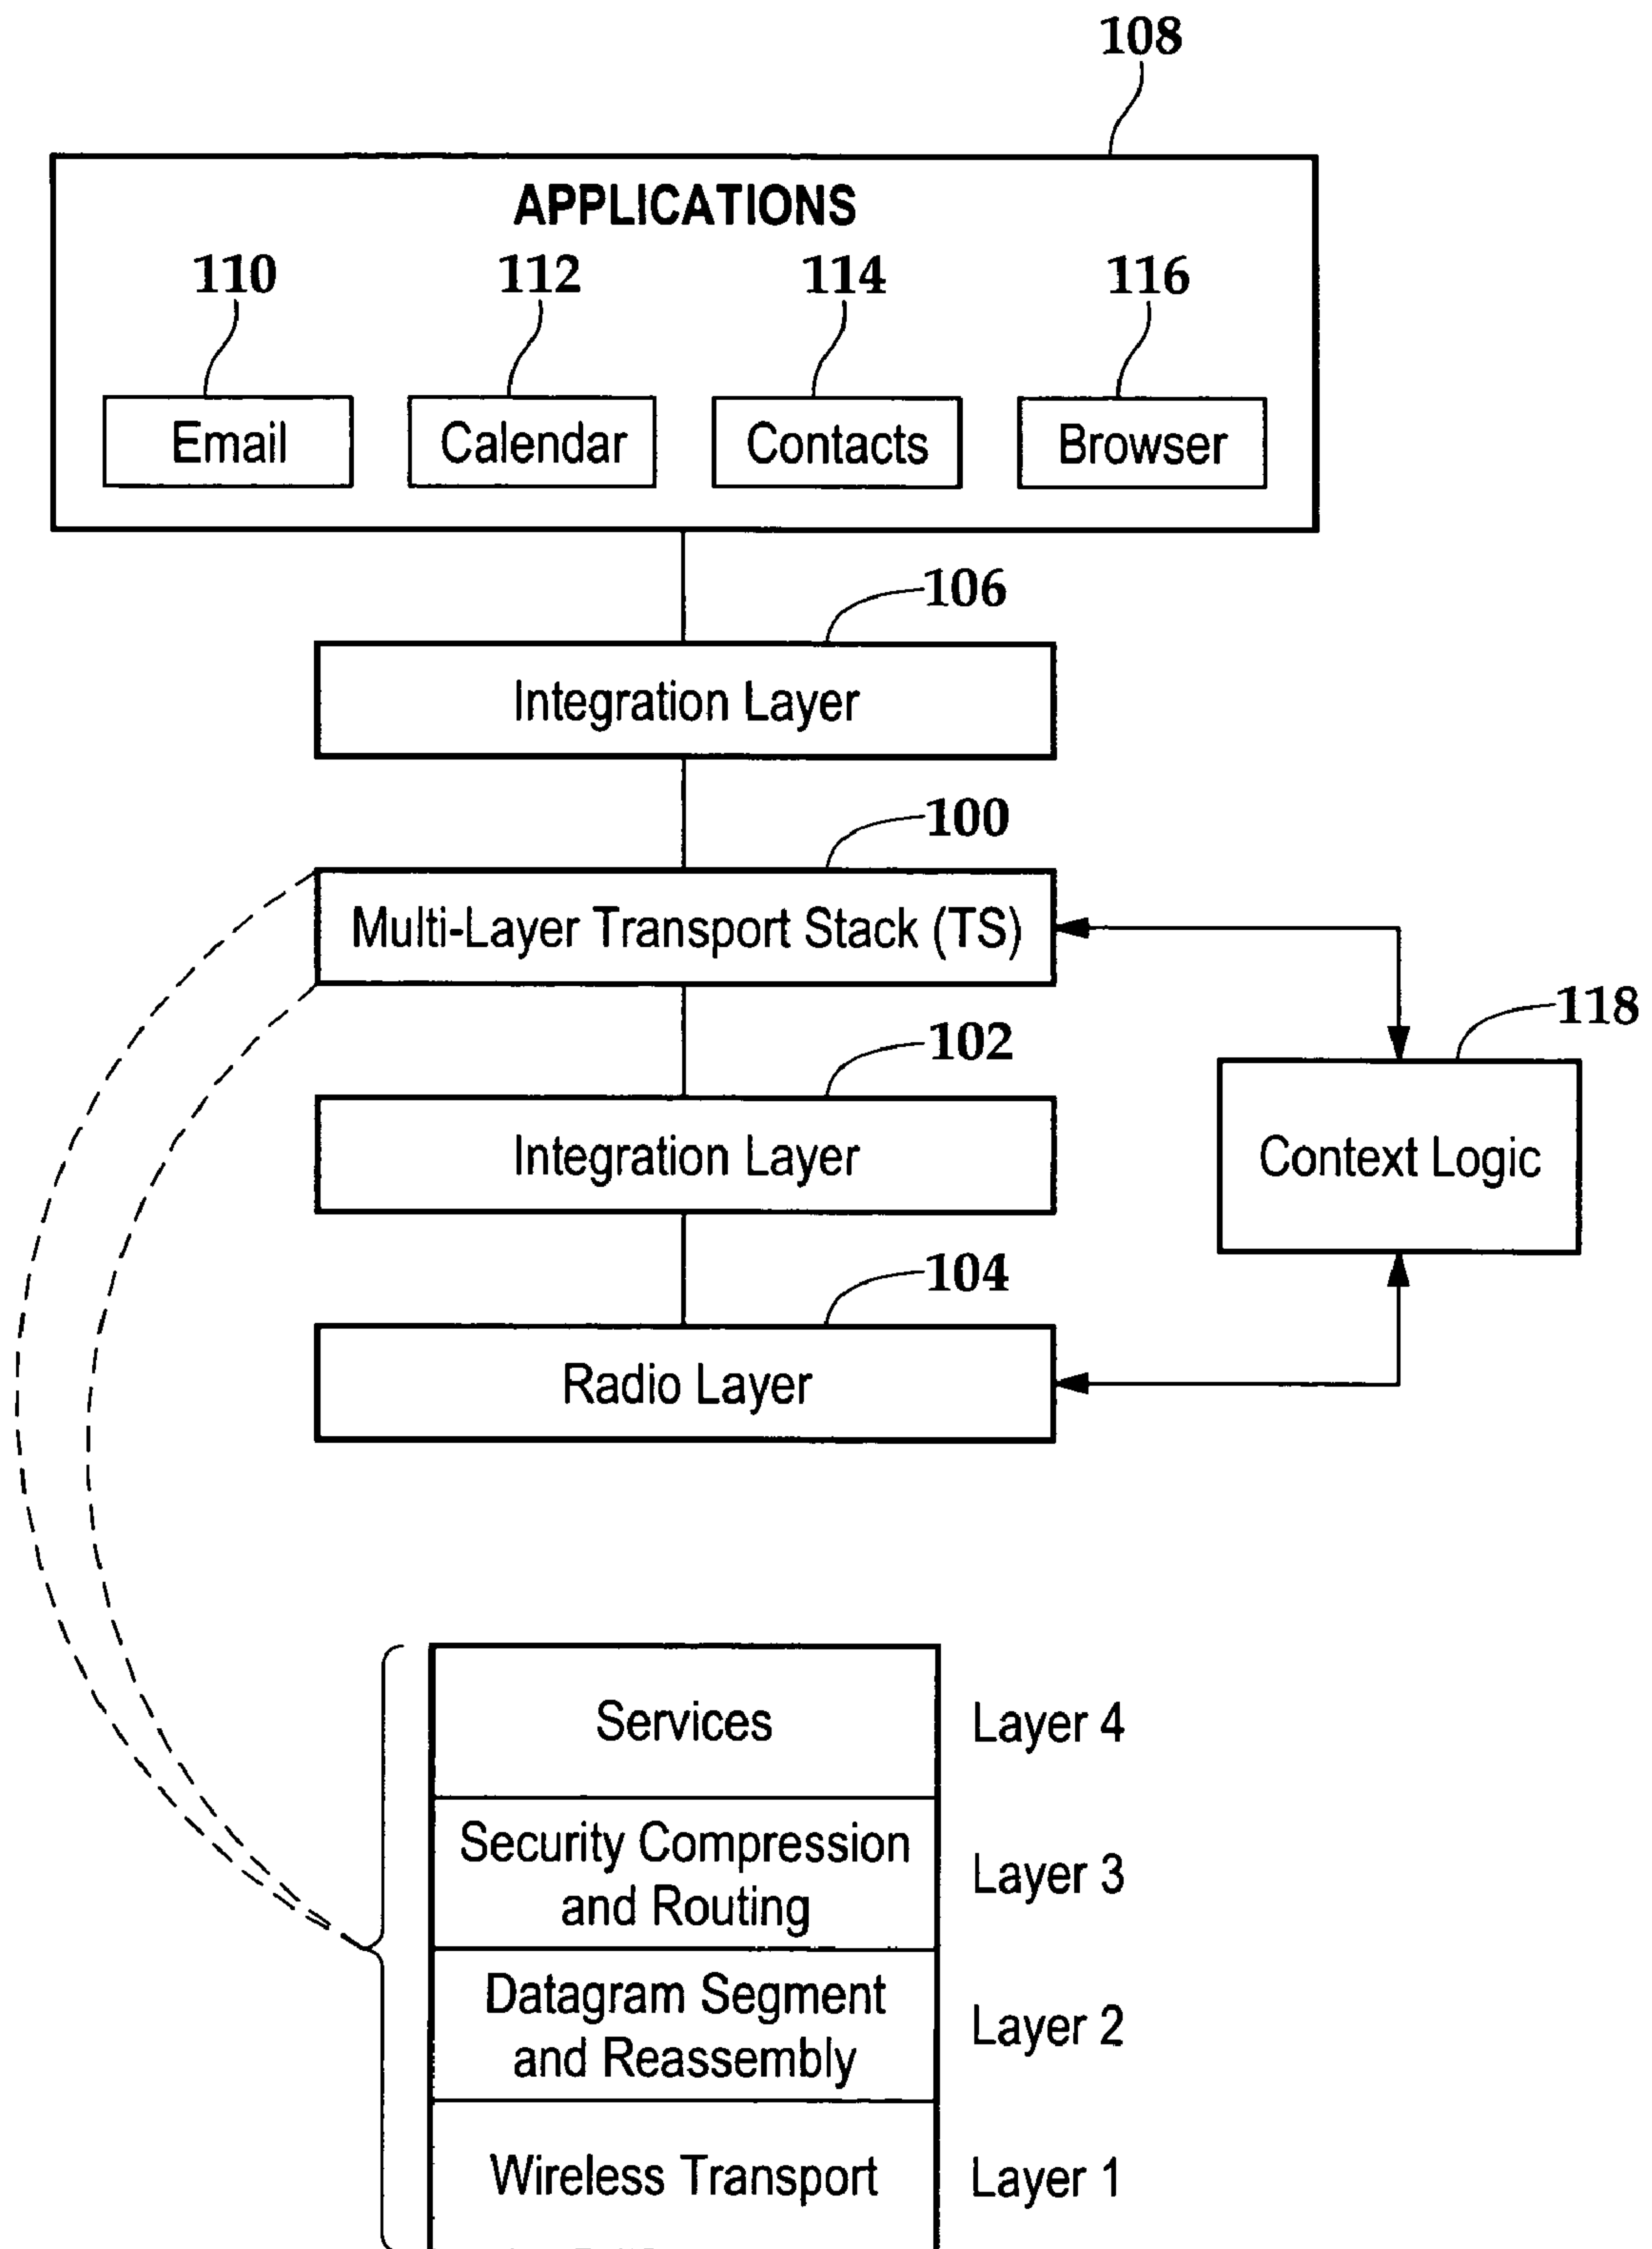 108
APPLICATIONS
110 112 114 116
Email Calendar Contacts Browser
106
Integration Layer
100
Multi-Layer Transport Stack (TS)
118
102
Integration Layer
Context Logic
104
Radio Layer
Services
Layer 4
Security Compression
and Routing
Layer 3
Datagram Segment
and Reassembly
Layer 2
Wireless Transport
Layer 1